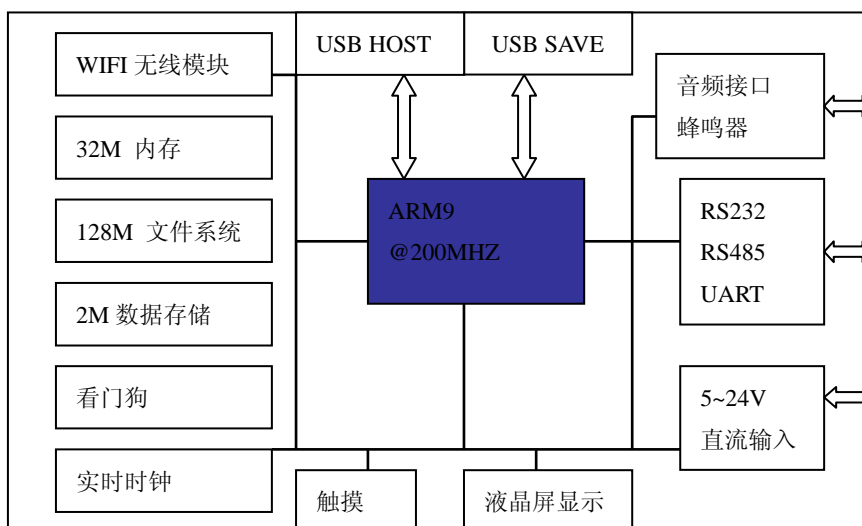 USB HOST
USB SAVE
WIFI 无线模块
32M 内存
128M 文件系统
2M 数据存储
看门狗
实时时钟
ARM9
@200MHZ
音频接口
蜂鸣器
RS232
RS485
UART
5~24V
直流输入
触摸
液晶屏显示